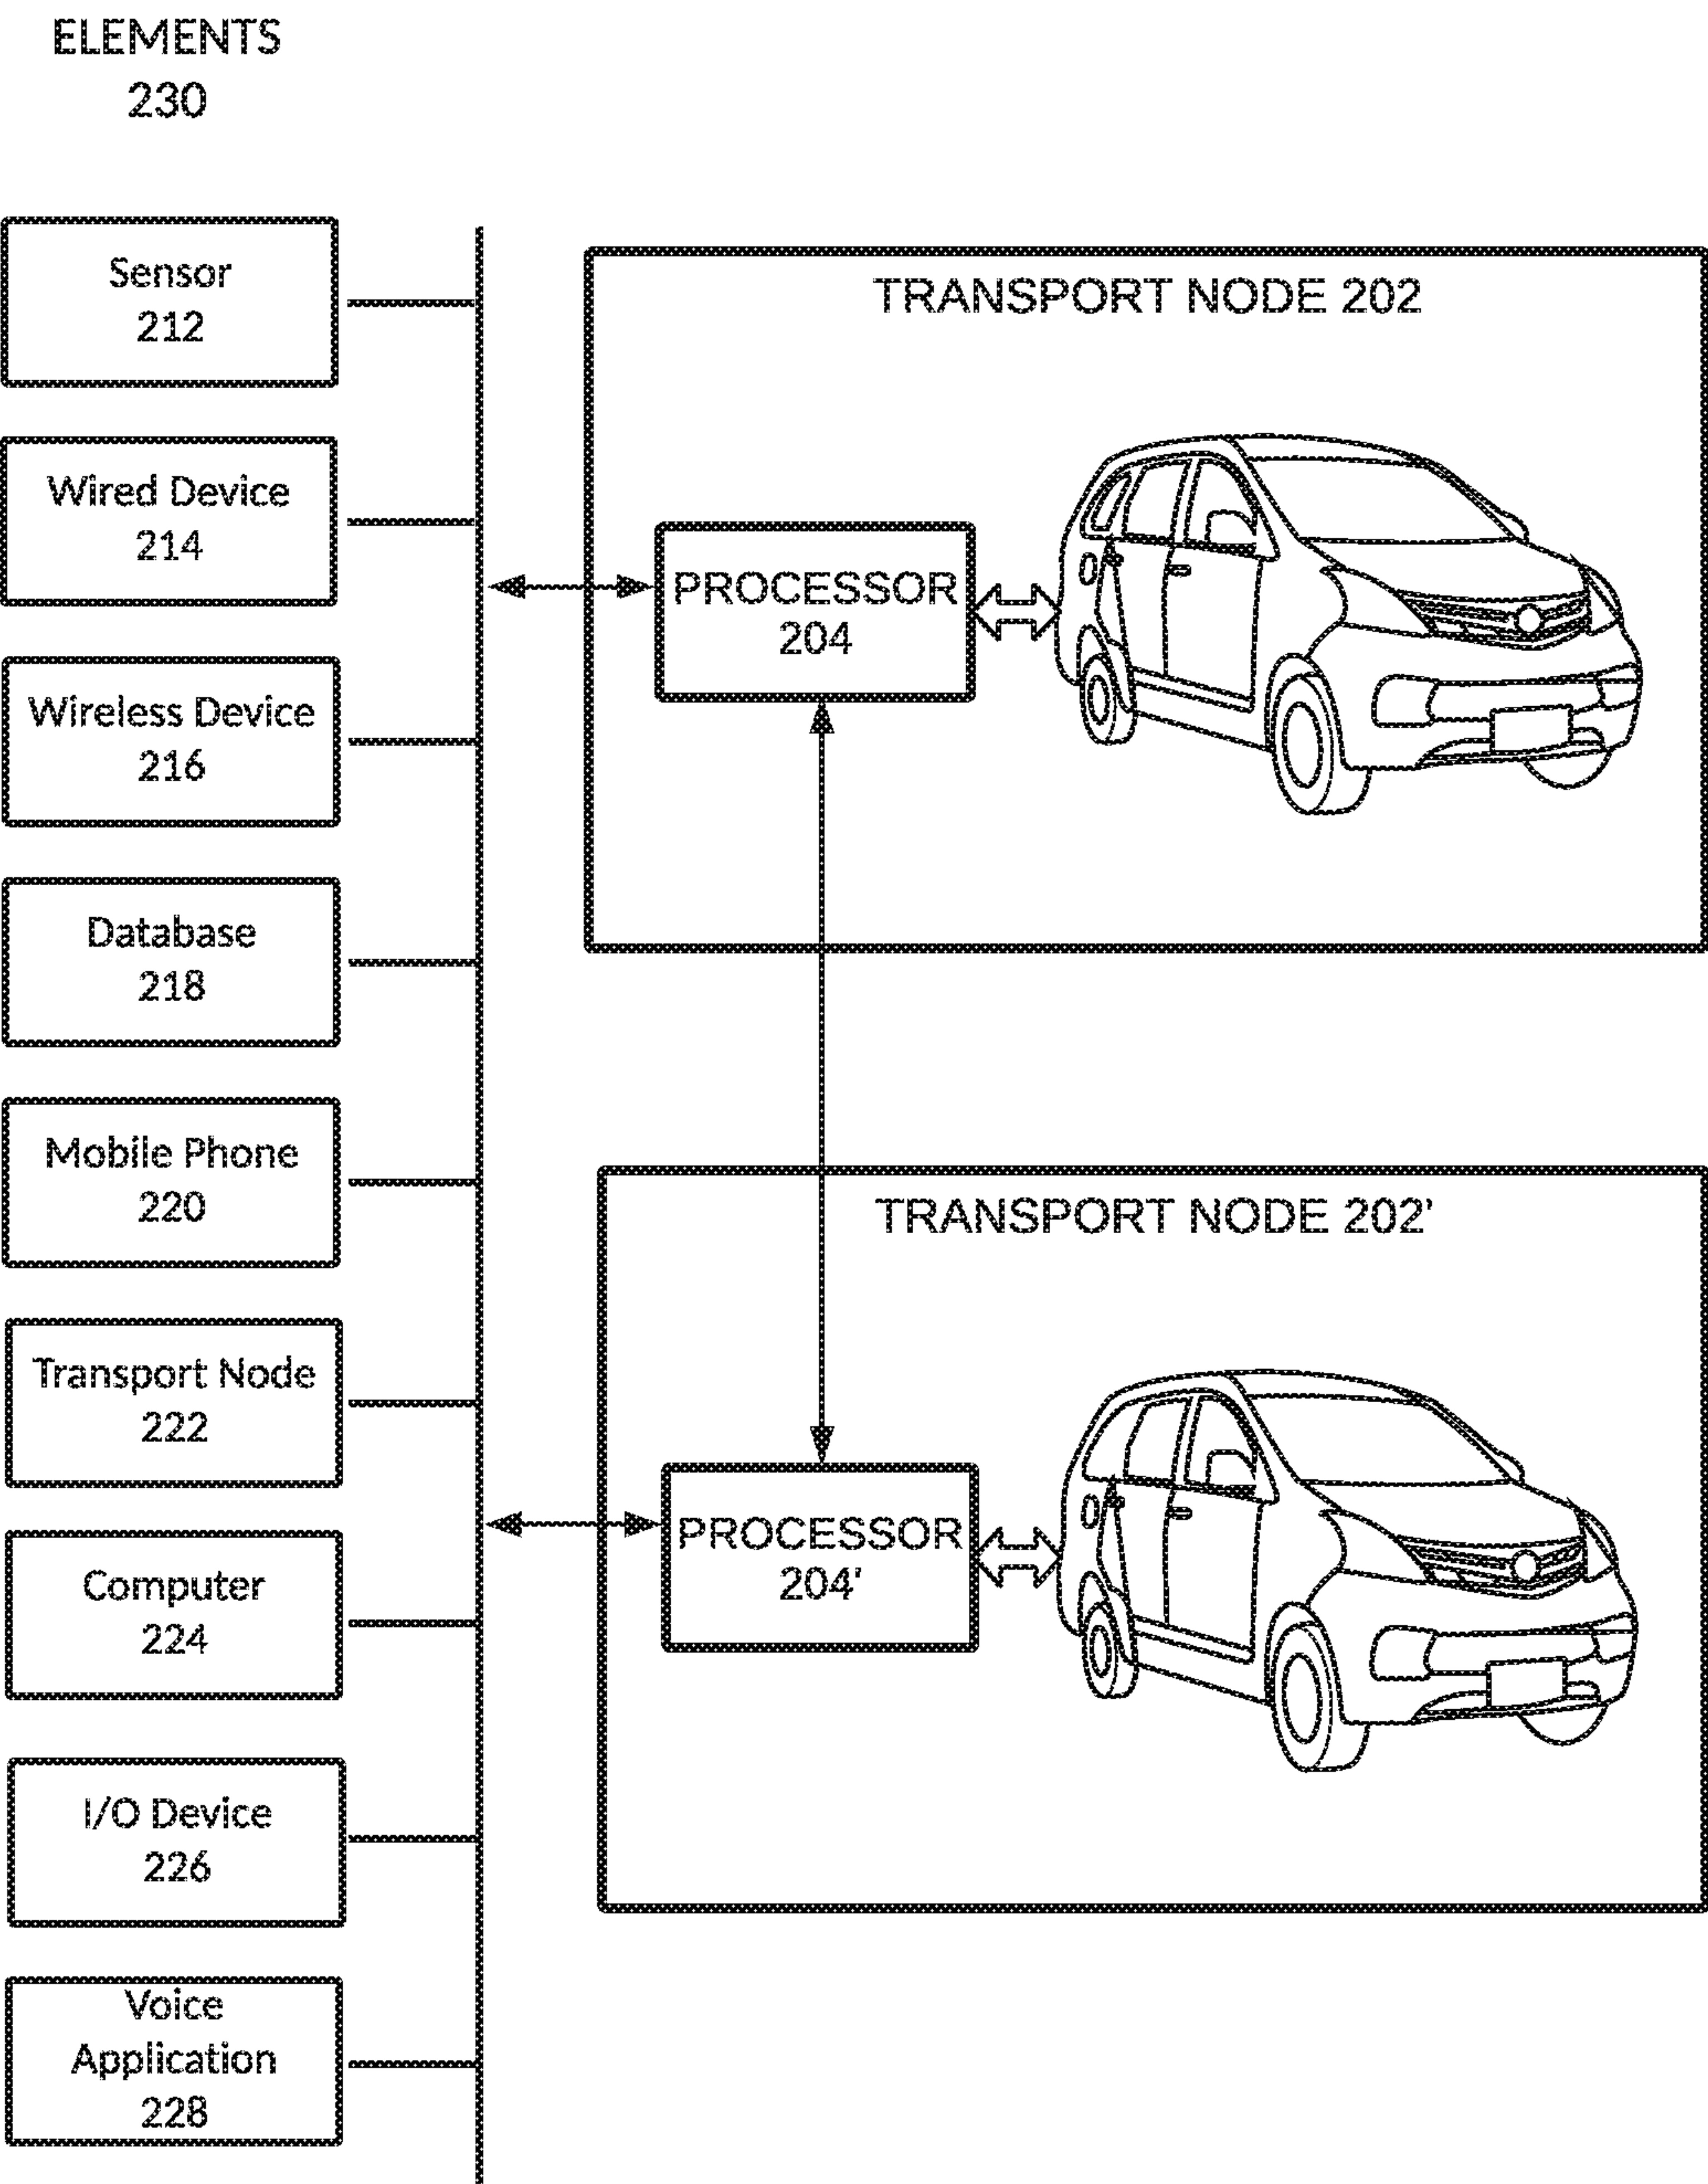 ELEMENTS
230
Sensor
212
Wired Device
214
Wireless Device
216
Database
218
Mobile Phone
220
Transport Node
222
Computer
224
I/O Device
226
Voice
Application
228
TRANSPORT NODE 202
PROCESSOR
204
TRANSPORT NODE 202'
PROCESSOR
204'